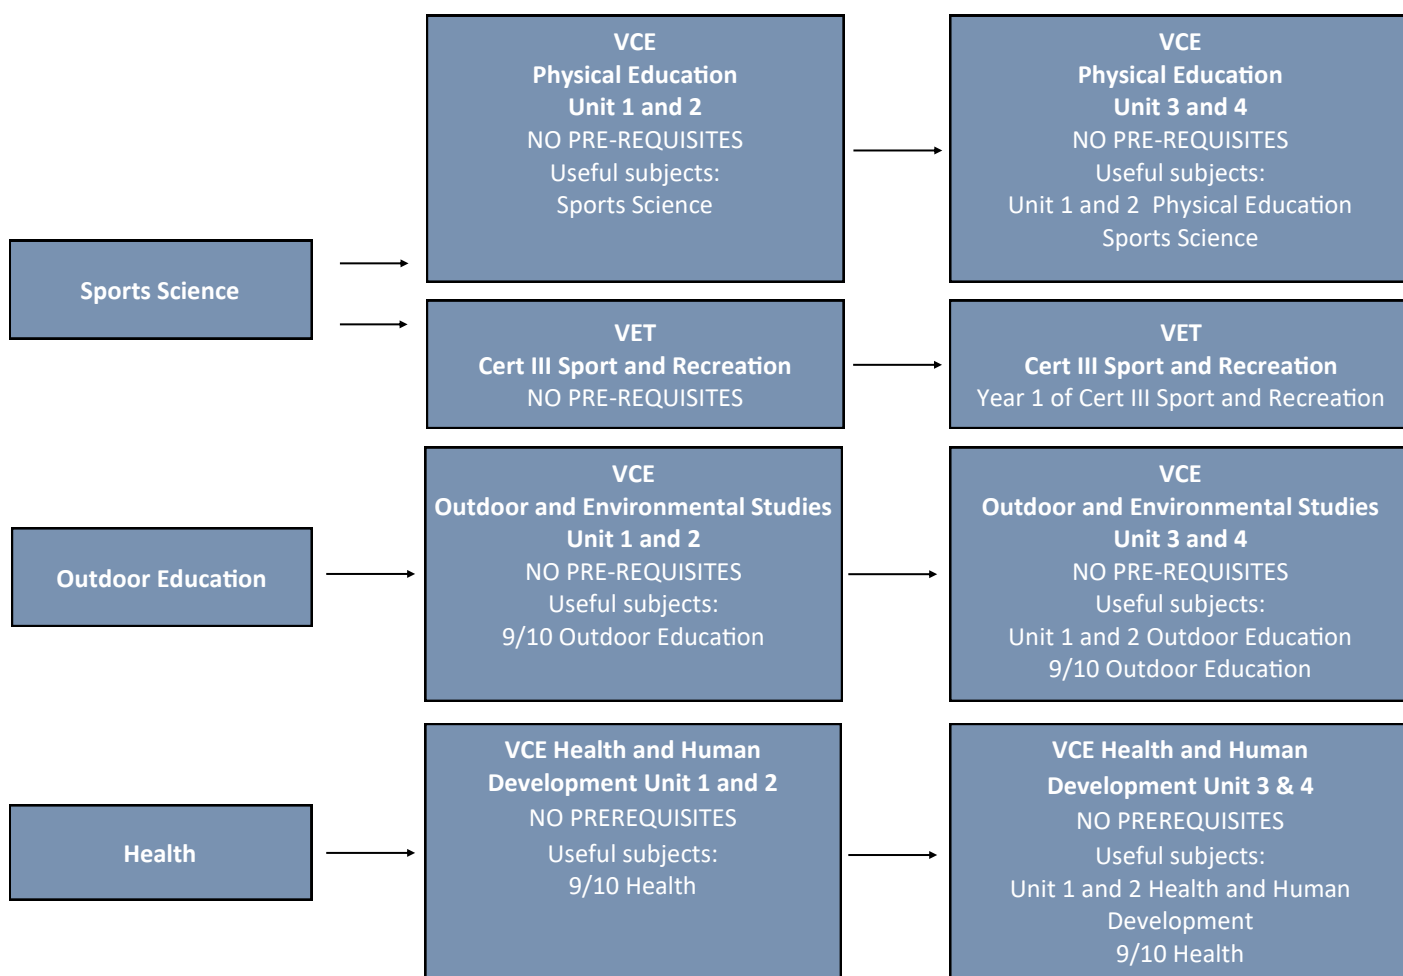 Sports Science
VCE
Physical Education
Unit 1 and 2
NO PRE-REQUISITES
Useful subjects:
Sports Science
VCE
Physical Education
Unit 3 and 4
NO PRE-REQUISITES
Useful subjects:
Unit 1 and 2  Physical Education
Sports Science
VET
Cert III Sport and Recreation
NO PRE-REQUISITES
VET
Cert III Sport and Recreation
Year 1 of Cert III Sport and Recreation
Outdoor Education
VCE
Outdoor and Environmental Studies
Unit 1 and 2
NO PRE-REQUISITES
Useful subjects:
9/10 Outdoor Education
VCE
Outdoor and Environmental Studies
Unit 3 and 4
NO PRE-REQUISITES
Useful subjects:
Unit 1 and 2 Outdoor Education
9/10 Outdoor Education
Health
VCE Health and Human
Development Unit 1 and 2
NO PREREQUISITES
Useful subjects:
9/10 Health
VCE Health and Human
Development Unit 3 & 4
NO PREREQUISITES
Useful subjects:
Unit 1 and 2 Health and Human
Development
9/10 Health